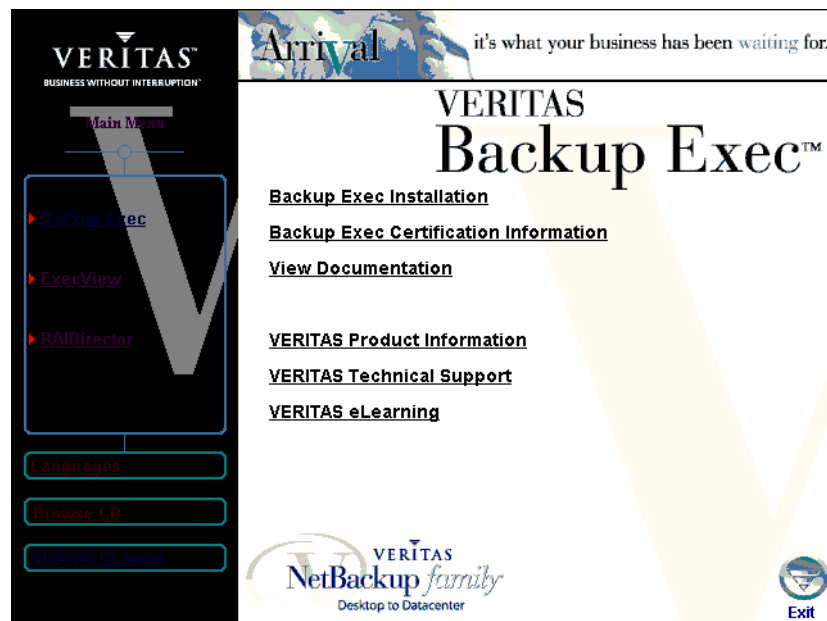 VERITAS™
BUSINESS WITHOUT INTERRUPTION™
Main Menu
Backup Exec
ExecView
RAIDirector
Languages
Browse CD
VERITAS US home
Arrival
it's what your business has been waiting for.
VERITAS
Backup Exec™
Backup Exec Installation
Backup Exec Certification Information
View Documentation
VERITAS Product Information
VERITAS Technical Support
VERITAS eLearning
VERITAS
NetBackup family
Desktop to Datacenter
Exit